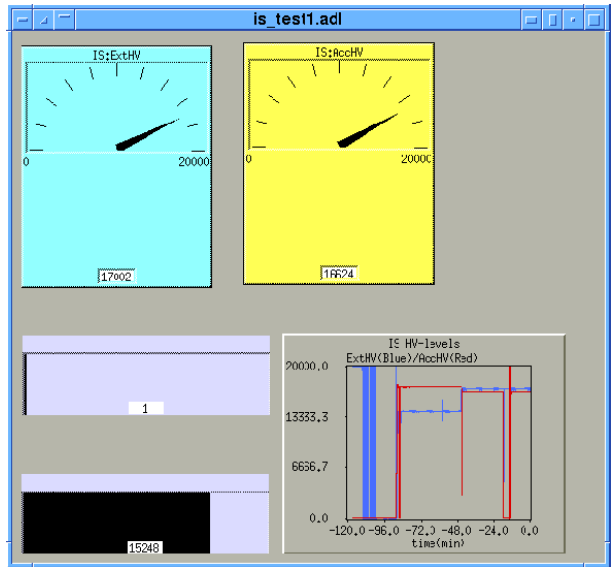 is_test1.adl
IS:ExtHV
IS:AccHV
0 20000
0 20000
17002
16624
1
15248
IS HV-levels
ExtHV(Blue)/AccHV(Red)
20000.0
13333.3
6666.7
0.0
-120.0 -96.0 -72.0 -48.0 -24.0 0.0
time(min)